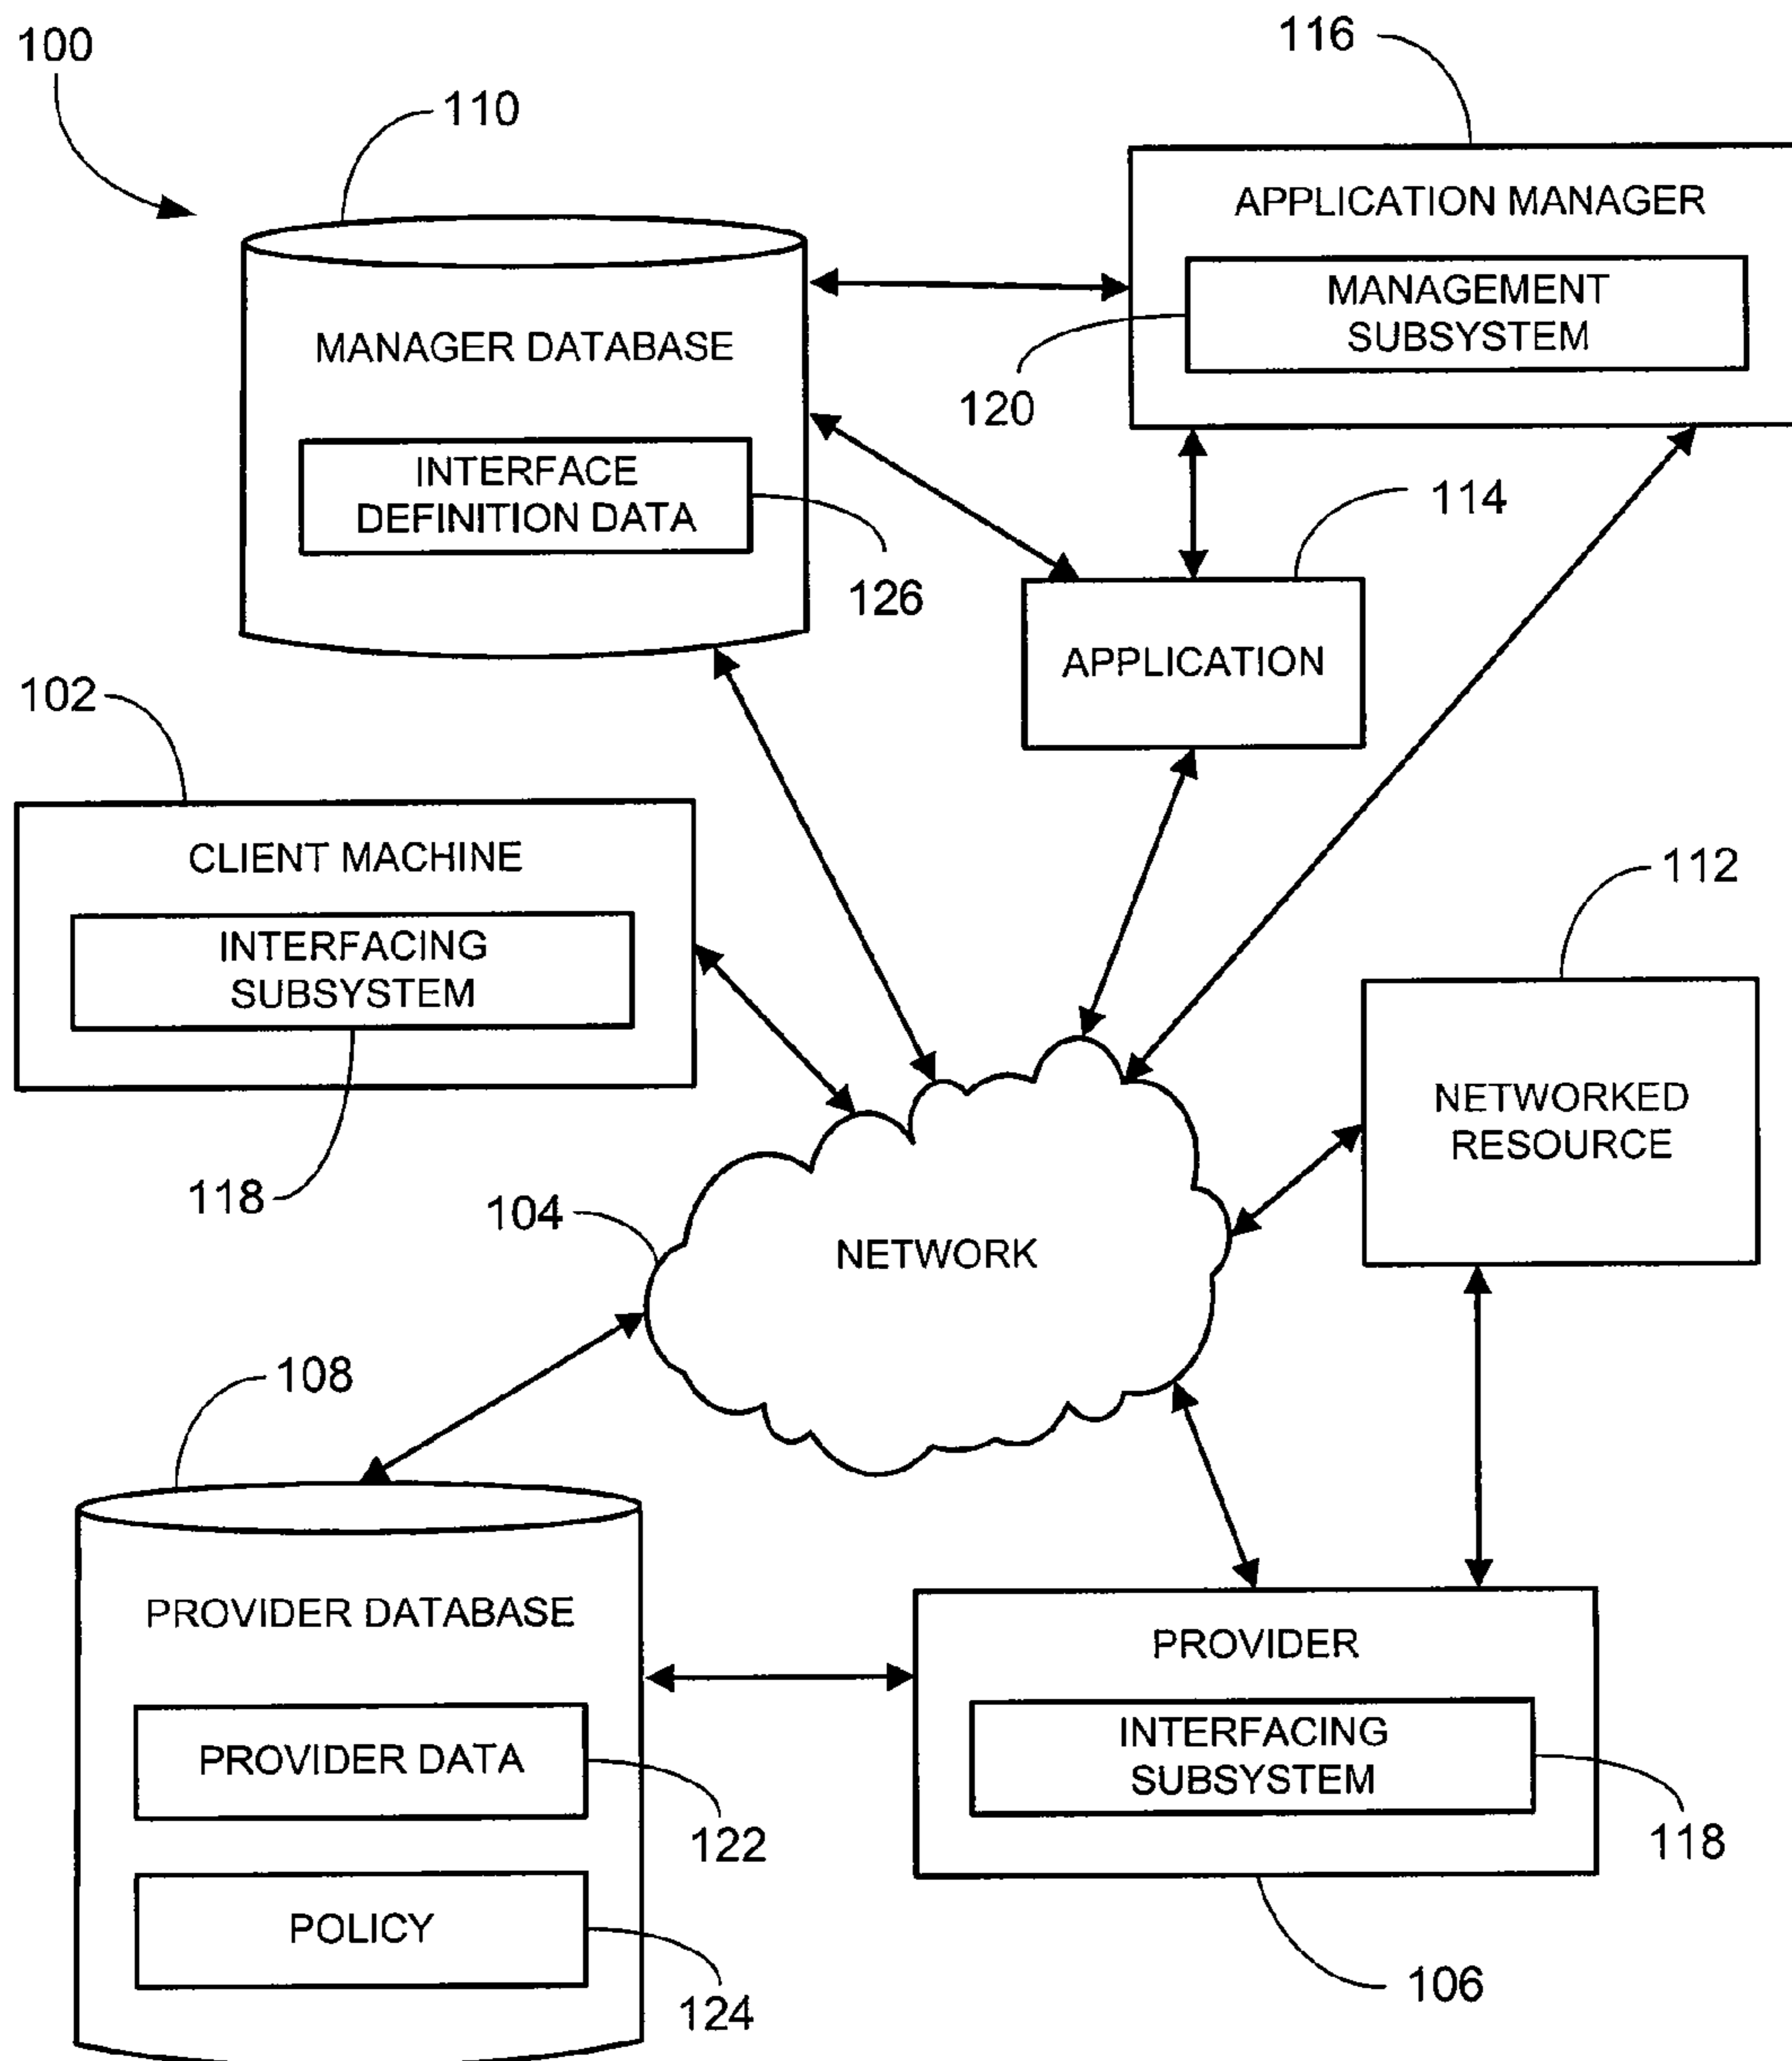 100
116
110
APPLICATION MANAGER
MANAGEMENT
SUBSYSTEM
MANAGER DATABASE
120
INTERFACE
DEFINITION DATA
114
126
APPLICATION
102
CLIENT MACHINE
112
INTERFACING
SUBSYSTEM
NETWORKED
RESOURCE
118
104
NETWORK
108
PROVIDER DATABASE
PROVIDER
INTERFACING
SUBSYSTEM
PROVIDER DATA
122
118
POLICY
106
124